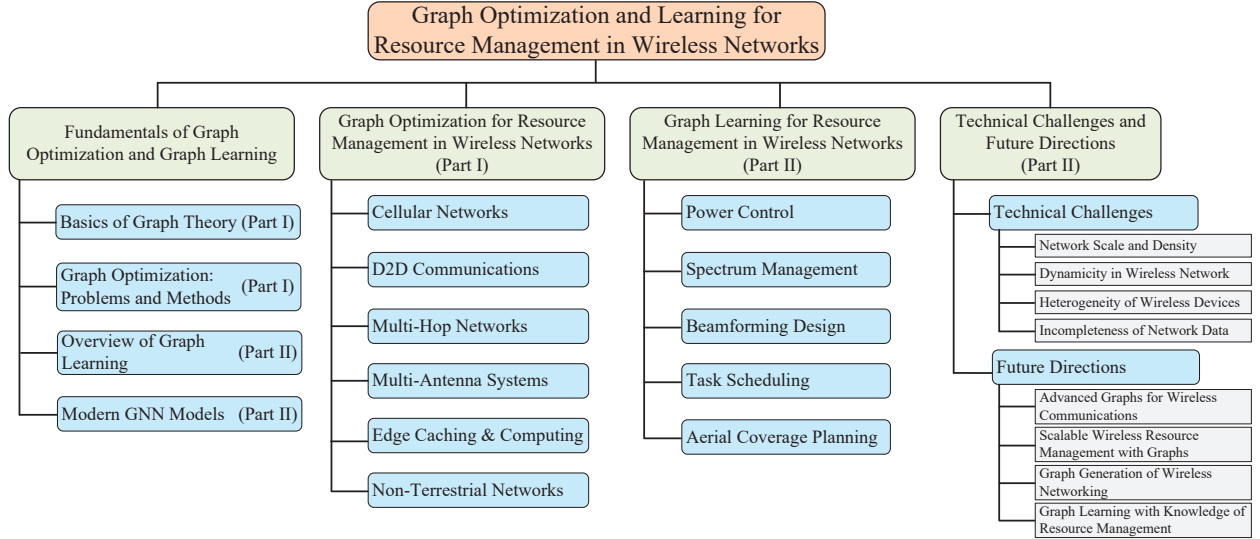 Graph Optimization and Learning for
Resource Management in Wireless Networks
Fundamentals of Graph
Optimization and Graph Learning
Basics of Graph Theory (Part I)
Graph Optimization:
Problems and Methods (Part I)
Overview of Graph
Learning (Part II)
Modern GNN Models (Part II)
Graph Optimization for Resource
Management in Wireless Networks
(Part I)
Cellular Networks
D2D Communications
Multi-Hop Networks
Multi-Antenna Systems
Edge Caching & Computing
Non-Terrestrial Networks
Graph Learning for Resource
Management in Wireless Networks
(Part II)
Power Control
Spectrum Management
Beamforming Design
Task Scheduling
Aerial Coverage Planning
Technical Challenges and
Future Directions
(Part II)
Technical Challenges
Network Scale and Density
Dynamicity in Wireless Network
Heterogeneity of Wireless Devices
Incompleteness of Network Data
Future Directions
Advanced Graphs for Wireless
Communications
Scalable Wireless Resource
Management with Graphs
Graph Generation of Wireless
Networking
Graph Learning with Knowledge of
Resource Management